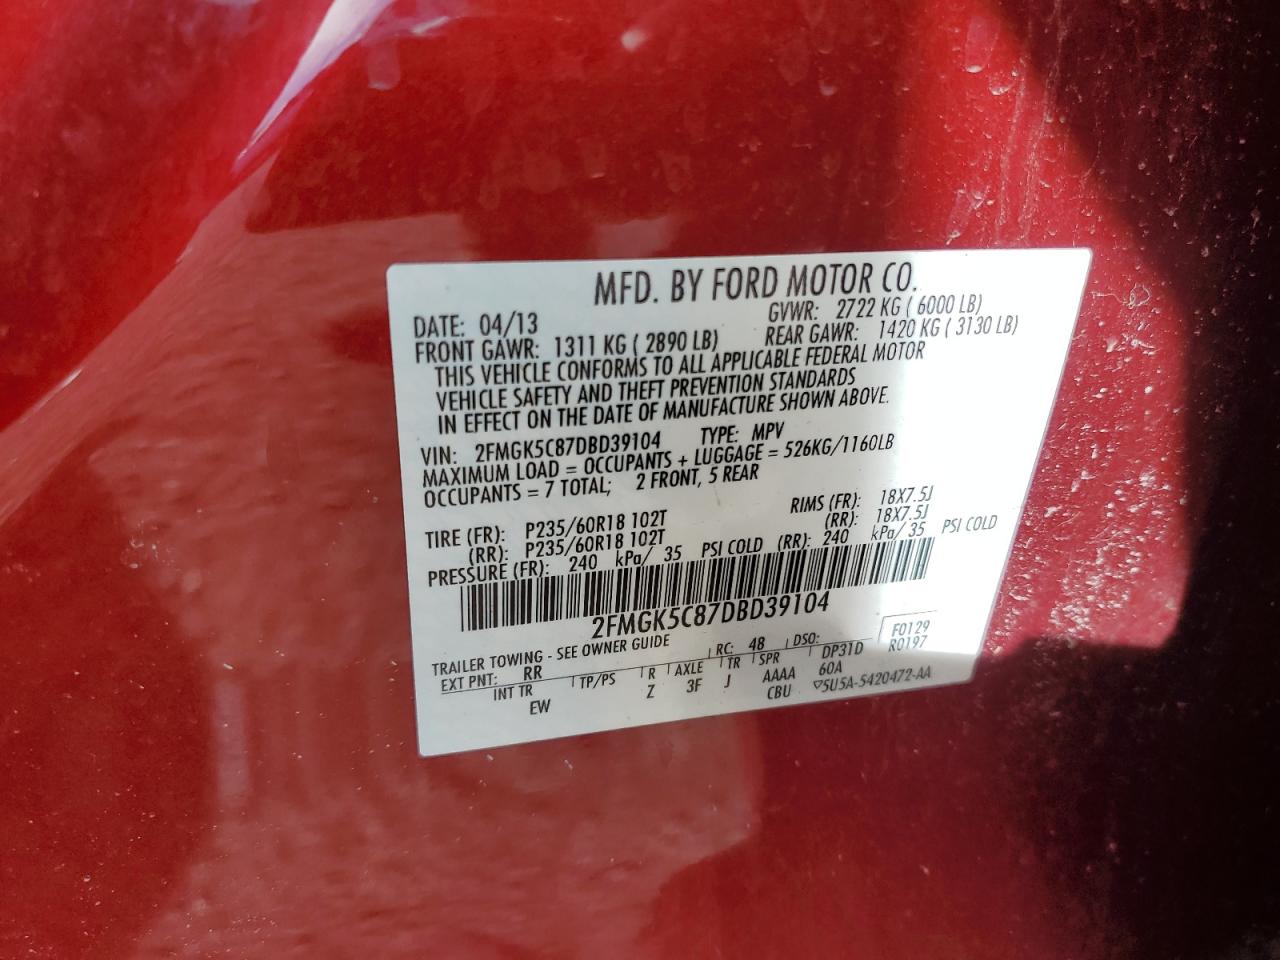 MFD. BY FORD MOTOR CO.
DATE: 04/13 GVWR: 2722 KG ( 6000 LB)
FRONT GAWR: 1311 KG ( 2890 LB) REAR GAWR: 1420 KG ( 3130 LB)
THIS VEHICLE CONFORMS TO ALL APPLICABLE FEDERAL MOTOR
VEHICLE SAFETY AND THEFT PREVENTION STANDARDS
IN EFFECT ON THE DATE OF MANUFACTURE SHOWN ABOVE.
VIN: 2FMGK5C87DBD39104 TYPE: MPV
MAXIMUM LOAD = OCCUPANTS + LUGGAGE = 526KG/1160LB
OCCUPANTS = 7 TOTAL; 2 FRONT, 5 REAR
TIRE (FR): P235/60R18 102T RIMS (FR): 18X7.5J
(RR): P235/60R18 102T (RR): 18X7.5J
PRESSURE (FR): 240 kPa/ 35 PSI COLD (RR): 240 kPa/ 35 PSI COLD
2FMGK5C87DBD39104
TRAILER TOWING - SEE OWNER GUIDE RC: 48 DSO: F0129
EXT PNT: RR DP31D R0197
INT TR TP/PS R AXLE TR SPR 60A
EW Z 3F J AAAA
CBU ▽5U5A-5420472-AA